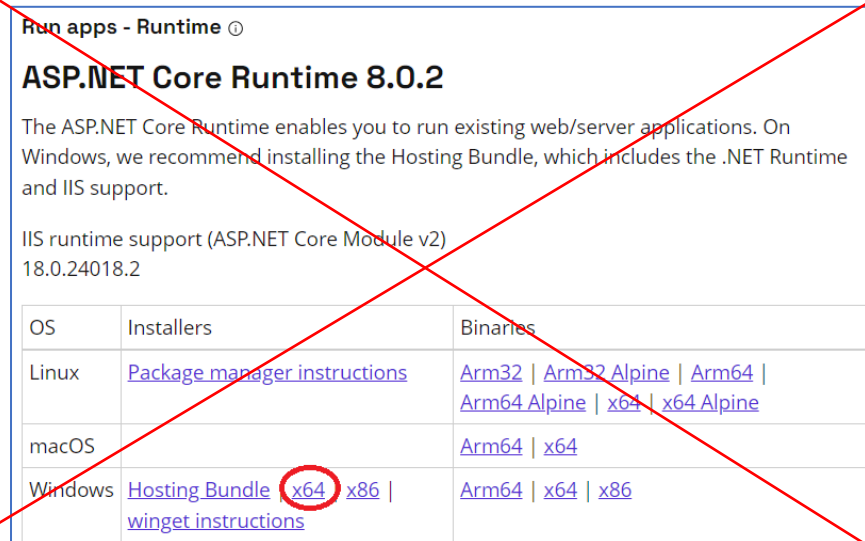 Run apps - Runtime ⓘ
ASP.NET Core Runtime 8.0.2
The ASP.NET Core Runtime enables you to run existing web/server applications. On
Windows, we recommend installing the Hosting Bundle, which includes the .NET Runtime
and IIS support.
IIS runtime support (ASP.NET Core Module v2)
18.0.24018.2
OS Installers Binaries
Linux Package manager instructions Arm32 | Arm32 Alpine | Arm64 |
Arm64 Alpine | x64 | x64 Alpine
macOS Arm64 | x64
Windows Hosting Bundle | x64 | x86 | Arm64 | x64 | x86
winget instructions